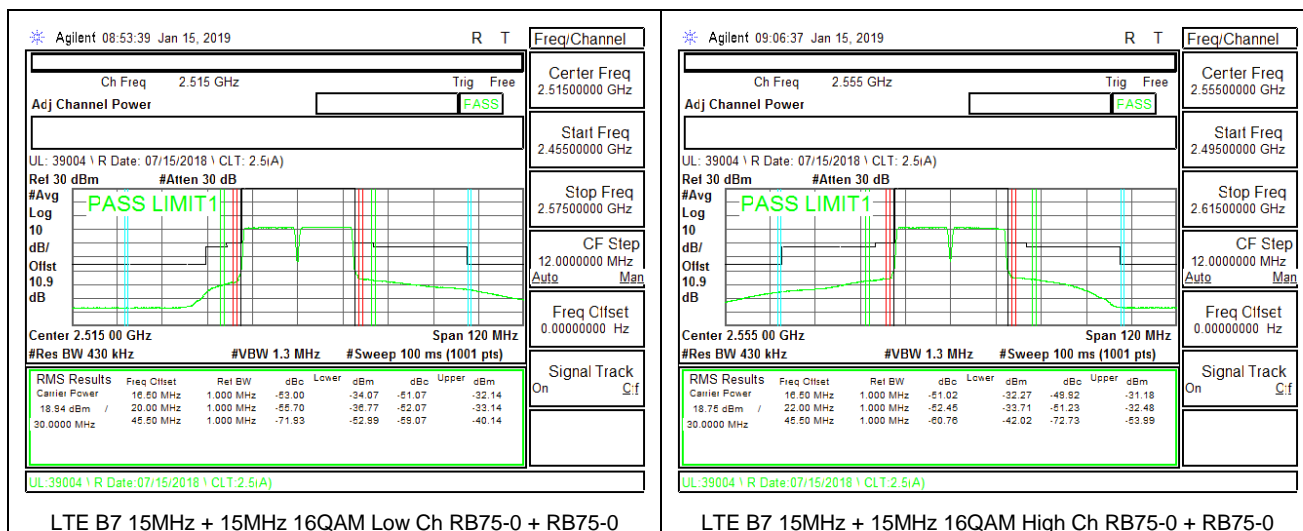 Agilent 08:53:39 Jan 15, 2019 R T
Freq/Channel
Ch Freq 2.515 GHz Trig Free
Adj Channel Power PASS
Center Freq
2.51500000 GHz
Start Freq
2.45500000 GHz
UL: 39004 \ R Date: 07/15/2018 \ CLT: 2.5(A)
Ref 30 dBm #Atten 30 dB
#Avg
Log
10
dB/
Offst
10.9
dB
PASS LIMIT1
Stop Freq
2.57500000 GHz
CF Step
12.0000000 MHz
Auto Man
Freq Offset
0.00000000 Hz
Center 2.515 00 GHz Span 120 MHz
#Res BW 430 kHz #VBW 1.3 MHz #Sweep 100 ms (1001 pts)
Signal Track
On Off
RMS Results Freq Offset Ref BW dBc Lower dBm dBc Upper dBm
Carrier Power 16.50 MHz 1.000 MHz -53.00 -34.07 -51.07 -32.14
18.94 dBm / 20.00 MHz 1.000 MHz -55.70 -36.77 -52.07 -33.14
30.0000 MHz 45.50 MHz 1.000 MHz -71.93 -52.99 -59.07 -40.14
UL:39004 \ R Date:07/15/2018 \ CLT:2.5(A)
LTE B7 15MHz + 15MHz 16QAM Low Ch RB75-0 + RB75-0
Agilent 09:06:37 Jan 15, 2019 R T
Freq/Channel
Ch Freq 2.555 GHz Trig Free
Adj Channel Power PASS
Center Freq
2.55500000 GHz
Start Freq
2.49500000 GHz
UL: 39004 \ R Date: 07/15/2018 \ CLT: 2.5(A)
Ref 30 dBm #Atten 30 dB
#Avg
Log
10
dB/
Offst
10.9
dB
PASS LIMIT1
Stop Freq
2.61500000 GHz
CF Step
12.0000000 MHz
Auto Man
Freq Offset
0.00000000 Hz
Center 2.555 00 GHz Span 120 MHz
#Res BW 430 kHz #VBW 1.3 MHz #Sweep 100 ms (1001 pts)
Signal Track
On Off
RMS Results Freq Offset Ref BW dBc Lower dBm dBc Upper dBm
Carrier Power 16.50 MHz 1.000 MHz -51.02 -32.27 -49.92 -31.18
18.75 dBm / 22.00 MHz 1.000 MHz -52.45 -33.71 -51.23 -32.48
30.0000 MHz 45.50 MHz 1.000 MHz -60.76 -42.02 -72.73 -53.99
UL:39004 \ R Date:07/15/2018 \ CLT:2.5(A)
LTE B7 15MHz + 15MHz 16QAM High Ch RB75-0 + RB75-0